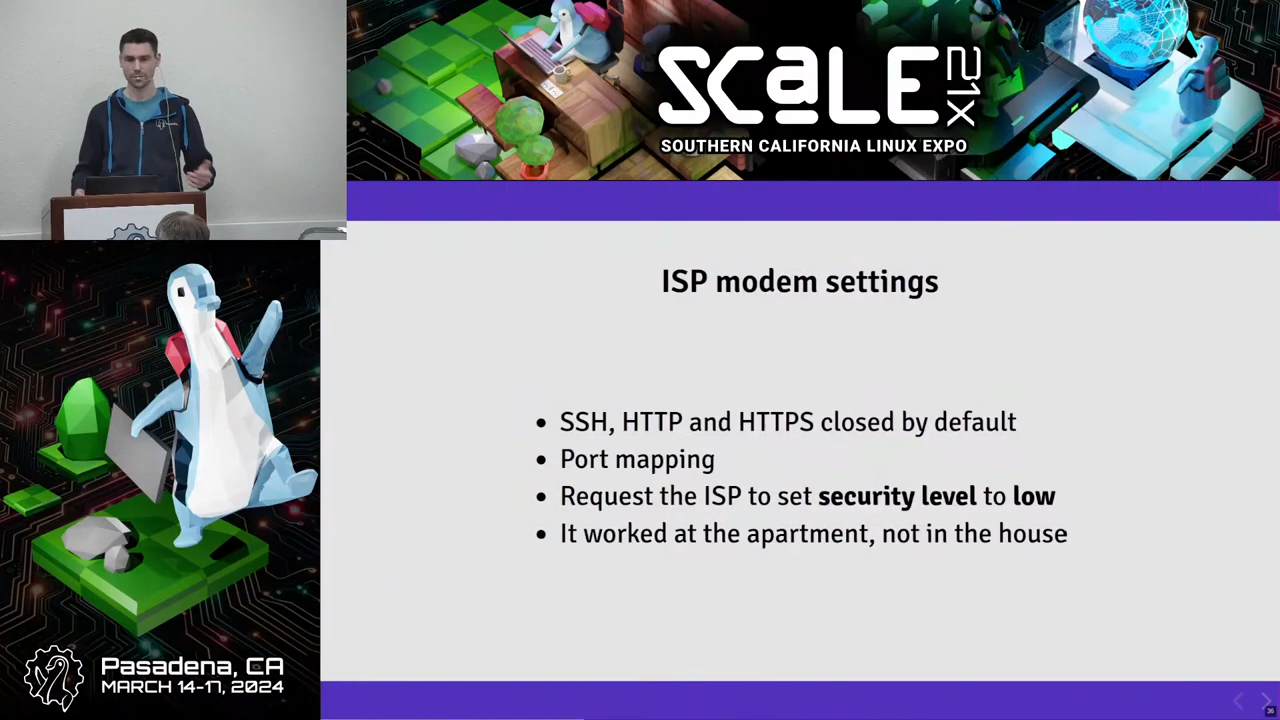 SCaLE 21x
SOUTHERN CALIFORNIA LINUX EXPO
ISP modem settings
• SSH, HTTP and HTTPS closed by default
• Port mapping
• Request the ISP to set security level to low
• It worked at the apartment, not in the house
Pasadena, CA
MARCH 14-17, 2024
36